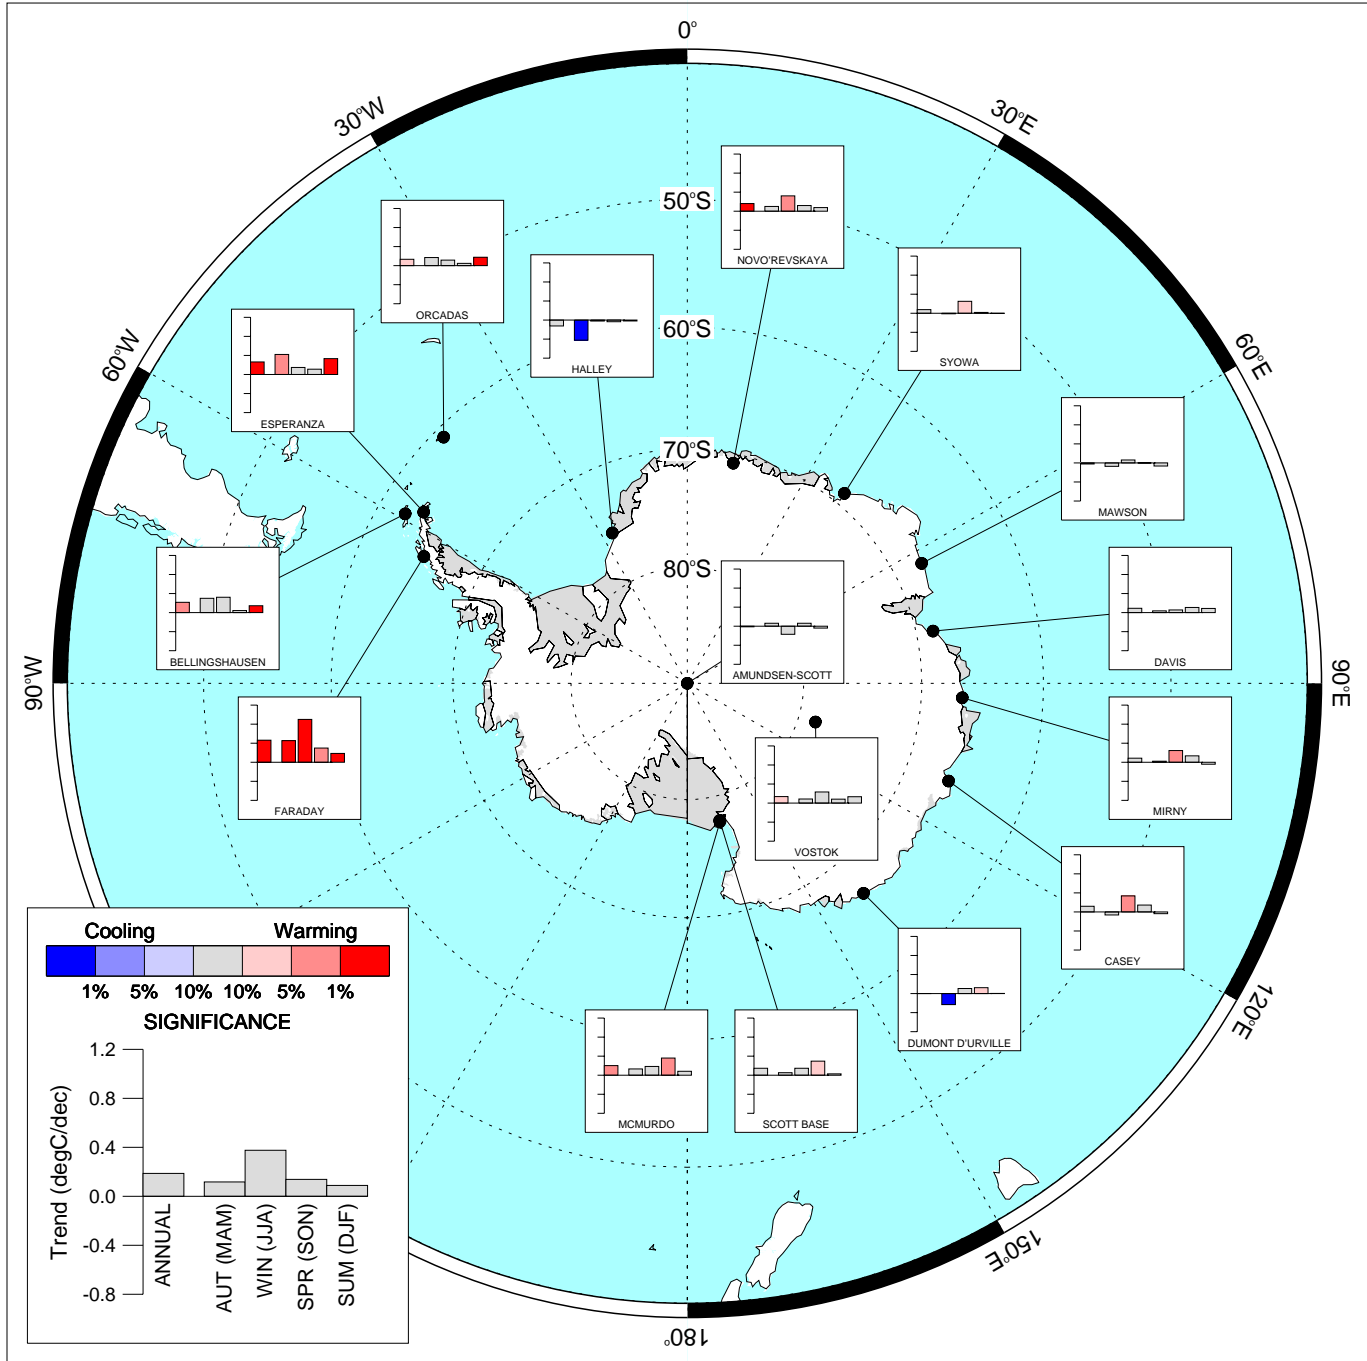 0°
30°W
30°E
50°S
NOVO'REVSKAYA
ORCADAS
SYOWA
60°S
HALLEY
60°W
60°E
ESPERANZA
70°S
MAWSON
80°S
BELLINGSHAUSEN
AMUNDSEN-SCOTT
DAVIS
90°W
90°E
FARADAY
MIRNY
VOSTOK
CASEY
120°E
DUMONT D'URVILLE
MCMURDO
SCOTT BASE
150°E
180°
Cooling Warming
1% 5% 10% 10% 5% 1%
SIGNIFICANCE
Trend (degC/dec)
1.2
0.8
0.4
0.0
-0.4
-0.8
ANNUAL
AUT (MAM)
WIN (JJA)
SPR (SON)
SUM (DJF)